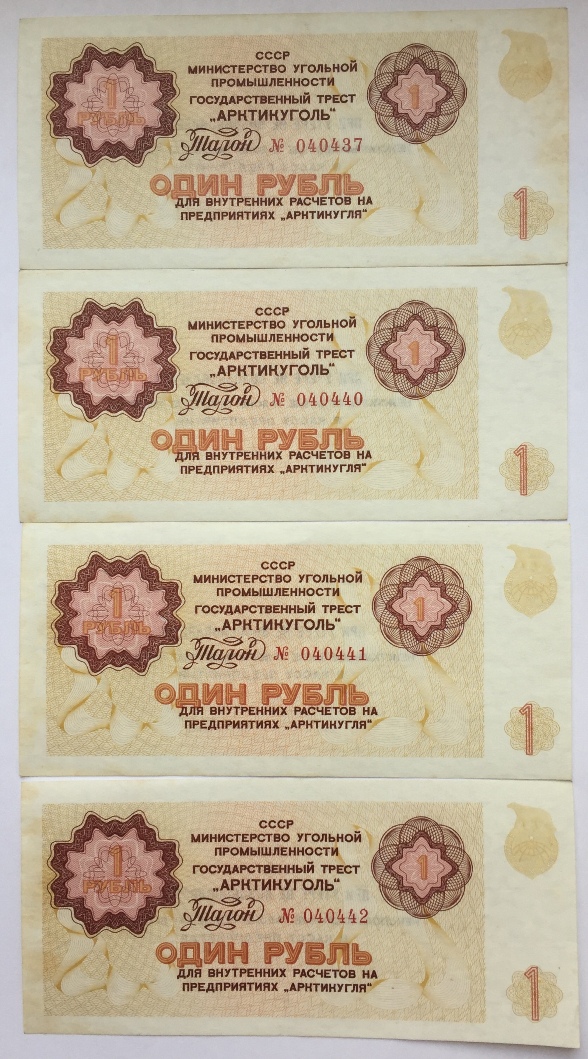 1
РУБЛЬ
СССР
МИНИСТЕРСТВО УГОЛЬНОЙ
ПРОМЫШЛЕННОСТИ
ГОСУДАРСТВЕННЫЙ ТРЕСТ
„АРКТИКУГОЛЬ“
Талон № 040437
1
ОДИН РУБЛЬ
ДЛЯ ВНУТРЕННИХ РАСЧЕТОВ НА
ПРЕДПРИЯТИЯХ „АРКТИКУГЛЯ“
1
1
РУБЛЬ
СССР
МИНИСТЕРСТВО УГОЛЬНОЙ
ПРОМЫШЛЕННОСТИ
ГОСУДАРСТВЕННЫЙ ТРЕСТ
„АРКТИКУГОЛЬ“
Талон № 040440
1
ОДИН РУБЛЬ
ДЛЯ ВНУТРЕННИХ РАСЧЕТОВ НА
ПРЕДПРИЯТИЯХ „АРКТИКУГЛЯ“
1
1
РУБЛЬ
СССР
МИНИСТЕРСТВО УГОЛЬНОЙ
ПРОМЫШЛЕННОСТИ
ГОСУДАРСТВЕННЫЙ ТРЕСТ
„АРКТИКУГОЛЬ“
Талон № 040441
1
ОДИН РУБЛЬ
ДЛЯ ВНУТРЕННИХ РАСЧЕТОВ НА
ПРЕДПРИЯТИЯХ „АРКТИКУГЛЯ“
1
1
РУБЛЬ
СССР
МИНИСТЕРСТВО УГОЛЬНОЙ
ПРОМЫШЛЕННОСТИ
ГОСУДАРСТВЕННЫЙ ТРЕСТ
„АРКТИКУГОЛЬ“
Талон № 040442
1
ОДИН РУБЛЬ
ДЛЯ ВНУТРЕННИХ РАСЧЕТОВ НА
ПРЕДПРИЯТИЯХ „АРКТИКУГЛЯ“
1